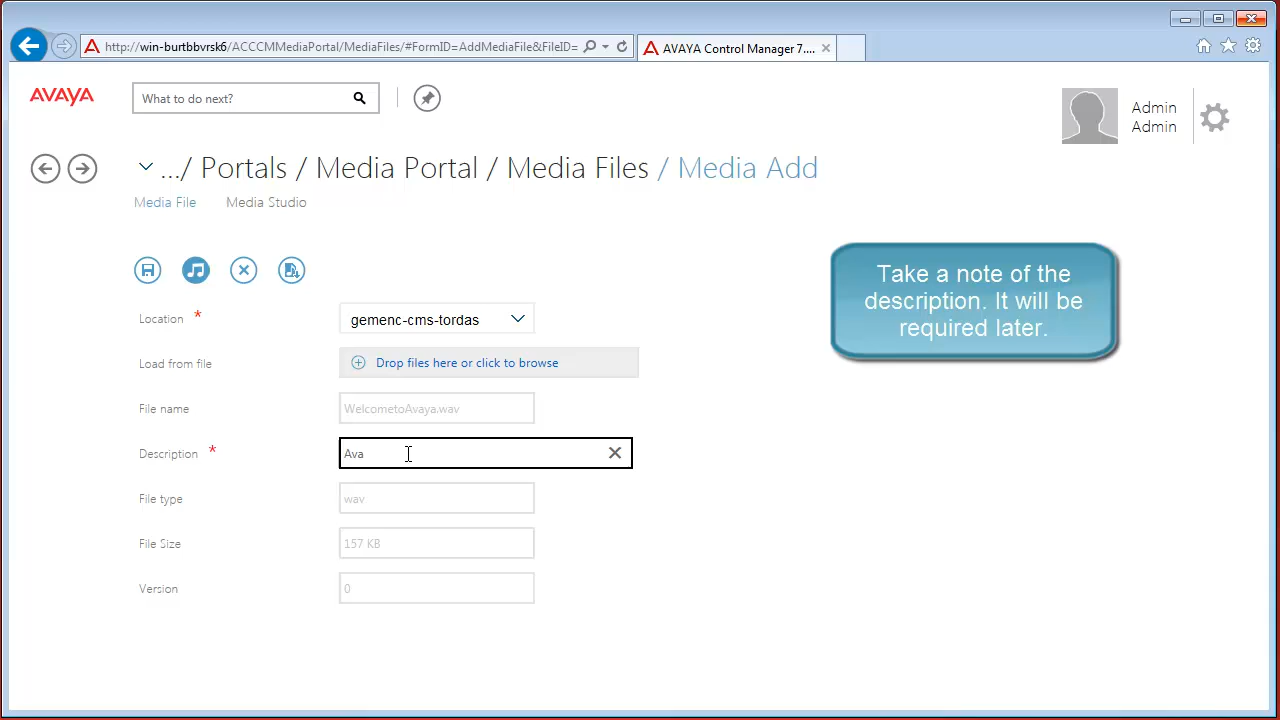 http://win-burtbbvrsk6/ACCCMMediaPortal/MediaFiles/#FormID=AddMediaFile&FileID=
AVAYA Control Manager 7....
AVAYA
What to do next?
Admin
Admin
.../ Portals / Media Portal / Media Files / Media Add
Media File Media Studio
Take a note of the
description. It will be
required later.
Location *
gemenc-cms-tordas
Load from file
Drop files here or click to browse
File name
WelcometoAvaya.wav
Description *
Ava
File type
wav
File Size
157 KB
Version
0